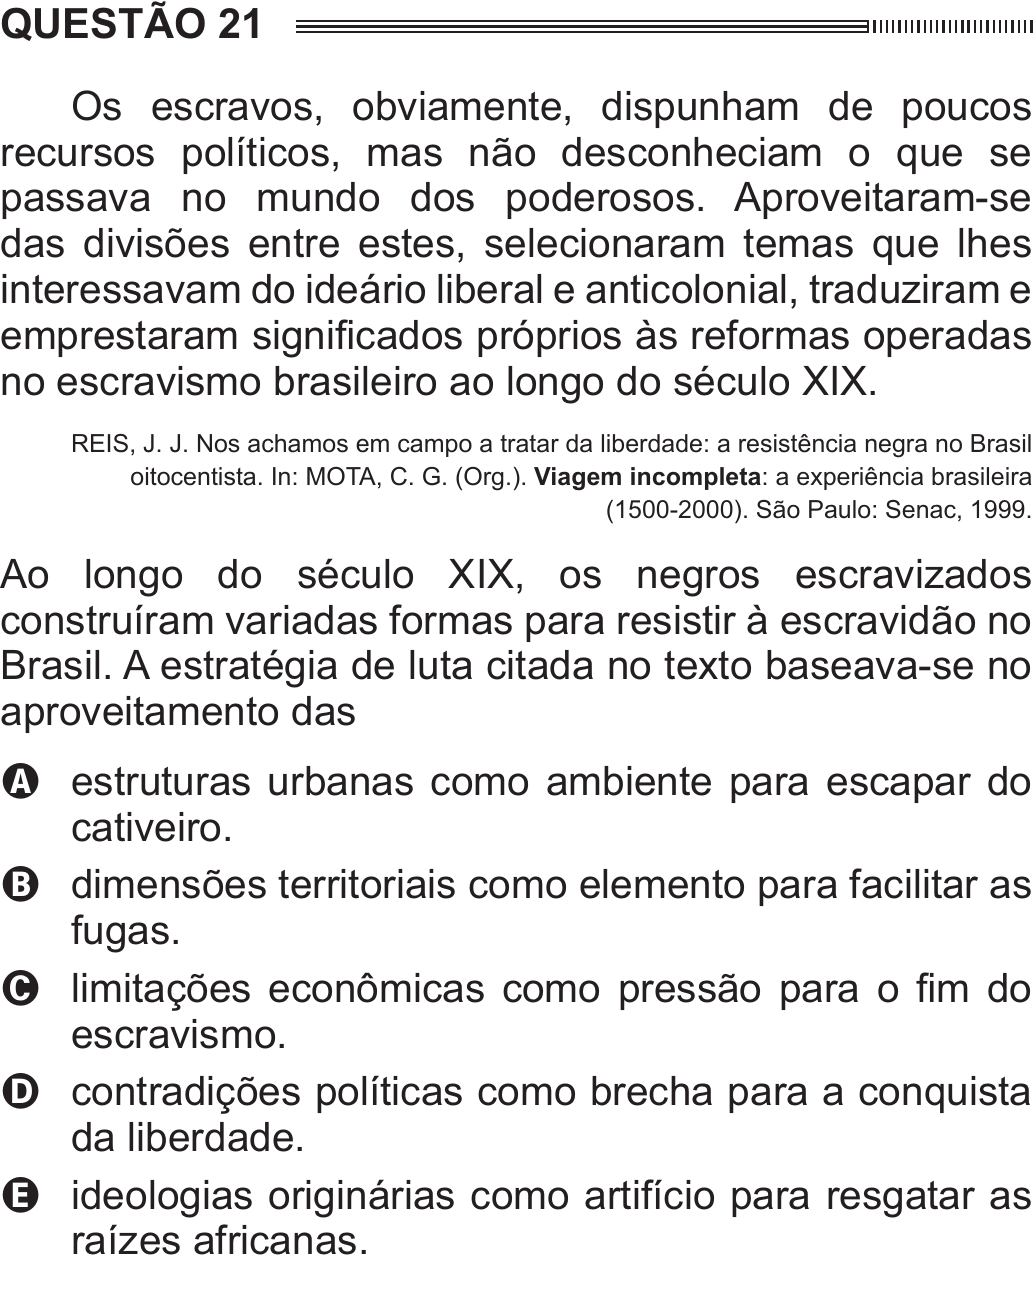 QUESTÃO 21
Os escravos, obviamente, dispunham de poucos
recursos políticos, mas não desconheciam o que se
passava no mundo dos poderosos. Aproveitaram-se
das divisões entre estes, selecionaram temas que lhes
interessavam do ideário liberal e anticolonial, traduziram e
emprestaram significados próprios às reformas operadas
no escravismo brasileiro ao longo do século XIX.
REIS, J. J. Nos achamos em campo a tratar da liberdade: a resistência negra no Brasil
oitocentista. In: MOTA, C. G. (Org.). Viagem incompleta: a experiência brasileira
(1500-2000). São Paulo: Senac, 1999.
Ao longo do século XIX, os negros escravizados
construíram variadas formas para resistir à escravidão no
Brasil. A estratégia de luta citada no texto baseava-se no
aproveitamento das
A estruturas urbanas como ambiente para escapar do
cativeiro.
B dimensões territoriais como elemento para facilitar as
fugas.
C limitações econômicas como pressão para o fim do
escravismo.
D contradições políticas como brecha para a conquista
da liberdade.
E ideologias originárias como artifício para resgatar as
raízes africanas.